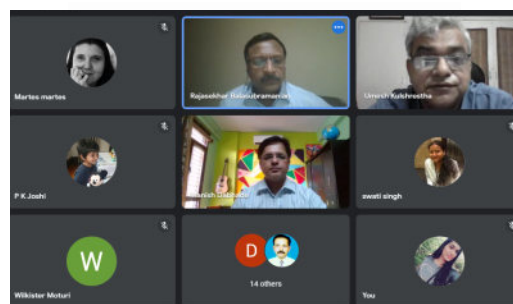 Martes martes
Rajasekhar Balasubramanian
Umesh Kulshrestha
P K Joshi
swati singh
W
Wilkister Moturi
D
14 others
You